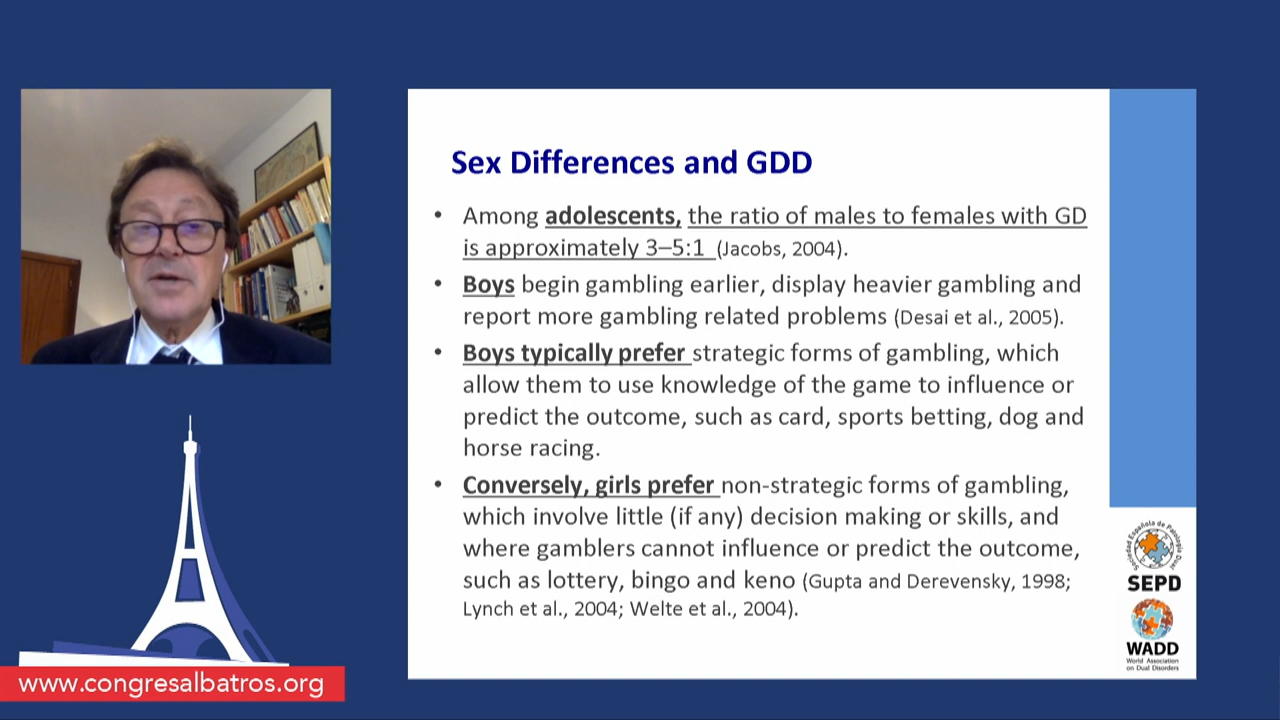 Sex Differences and GDD
• Among adolescents, the ratio of males to females with GD
is approximately 3–5:1 (Jacobs, 2004).
• Boys begin gambling earlier, display heavier gambling and
report more gambling related problems (Desai et al., 2005).
• Boys typically prefer strategic forms of gambling, which
allow them to use knowledge of the game to influence or
predict the outcome, such as card, sports betting, dog and
horse racing.
• Conversely, girls prefer non-strategic forms of gambling,
which involve little (if any) decision making or skills, and
where gamblers cannot influence or predict the outcome,
such as lottery, bingo and keno (Gupta and Derevensky, 1998;
Lynch et al., 2004; Welte et al., 2004).
Sociedad Española de Patología Dual
SEPD
WADD
World Association
on Dual Disorders
www.congresalbatros.org